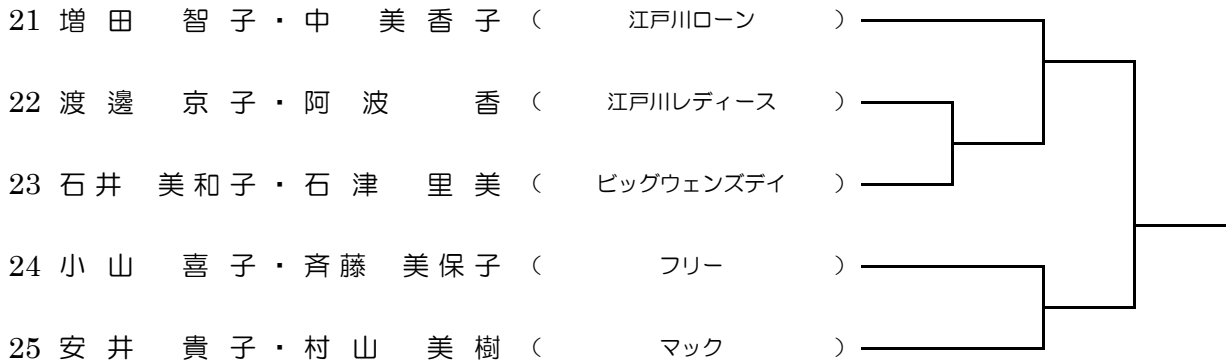 21 増田 智子・中 美香子 ( 江戸川ローン )
22 渡邊 京子・阿波 香 ( 江戸川レディース )
23 石井 美和子・石津 里美 ( ビッグウェンズデイ )
24 小山 喜子・斉藤 美保子 ( フリー )
25 安井 貴子・村山 美樹 ( マック )